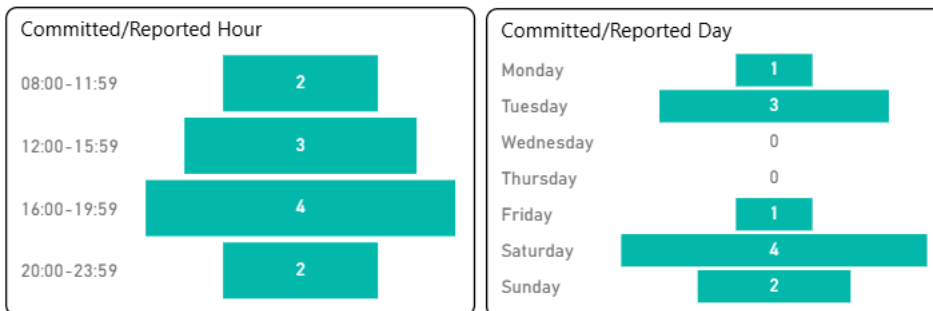 Committed/Reported Hour
08:00-11:59 2
12:00-15:59 3
16:00-19:59 4
20:00-23:59 2
Committed/Reported Day
Monday 1
Tuesday 3
Wednesday 0
Thursday 0
Friday 1
Saturday 4
Sunday 2